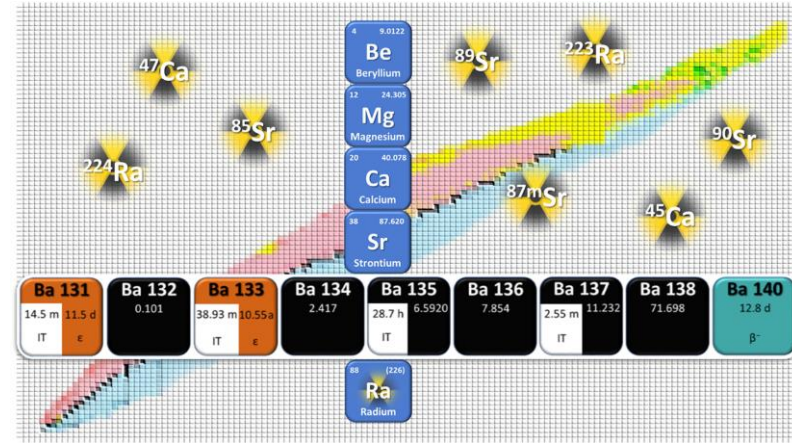 4 9.0122
Be
Beryllium
12 24.305
Mg
Magnesium
20 40.078
Ca
Calcium
38 87.620
Sr
Strontium
47Ca
85Sr
224Ra
89Sr
223Ra
90Sr
87mSr
45Ca
Ba 131
14.5 m 11.5 d
IT ε
Ba 132
0.101
Ba 133
38.93 m 10.55 a
IT ε
Ba 134
2.417
Ba 135
28.7 h 6.5920
IT
Ba 136
7.854
Ba 137
2.55 m 11.232
IT
Ba 138
71.698
Ba 140
12.8 d
β⁻
88 (226)
Ra
Radium